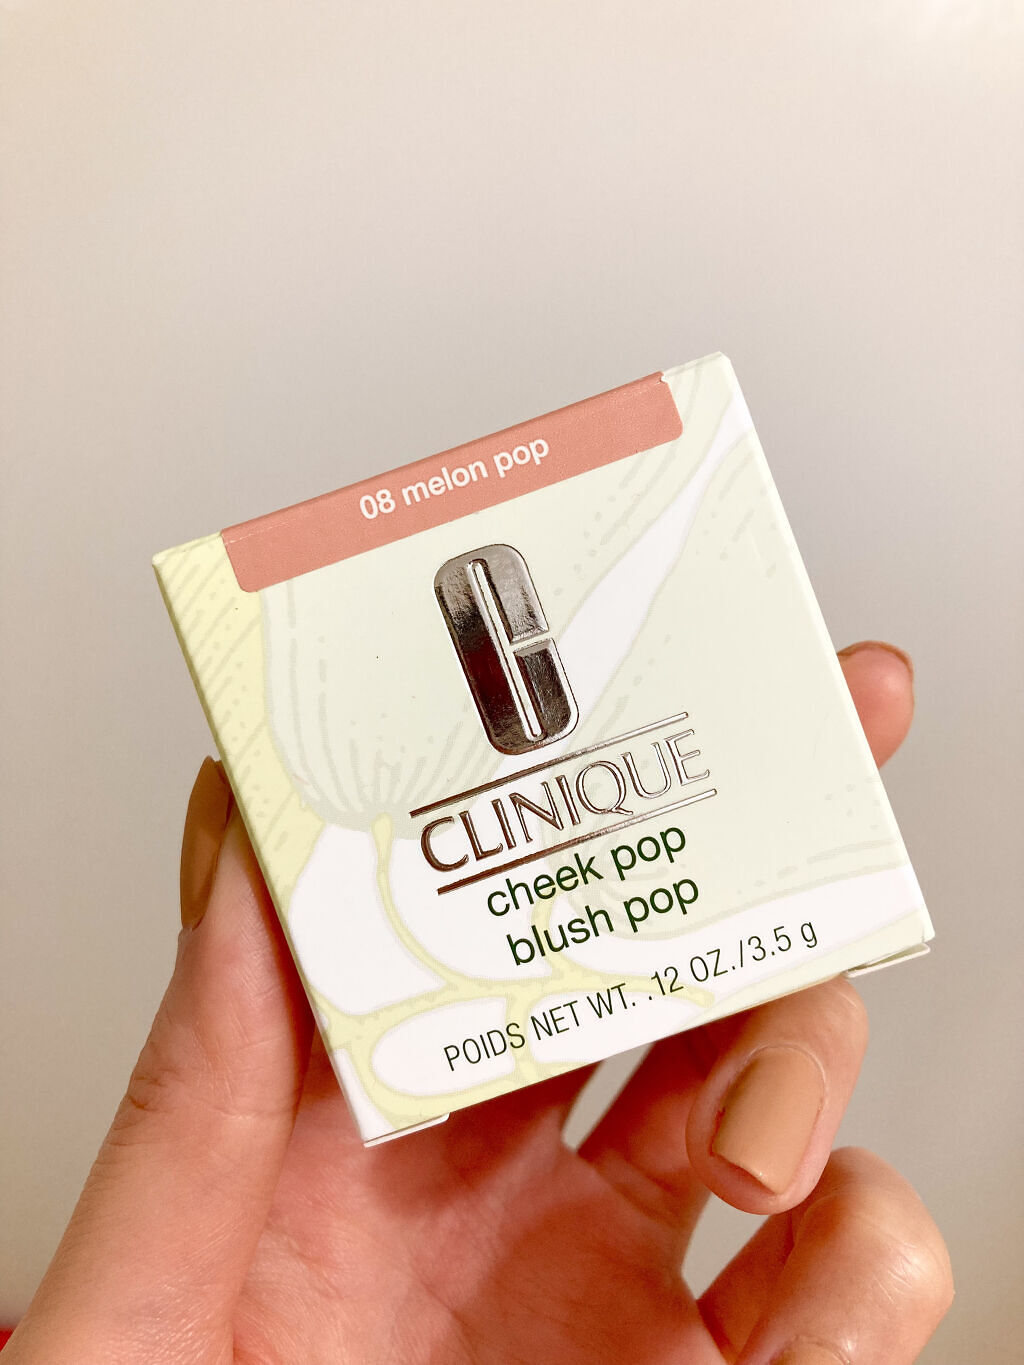 08 melon pop
CLINIQUE
cheek pop
blush pop
POIDS NET WT. .12 OZ./3.5 g